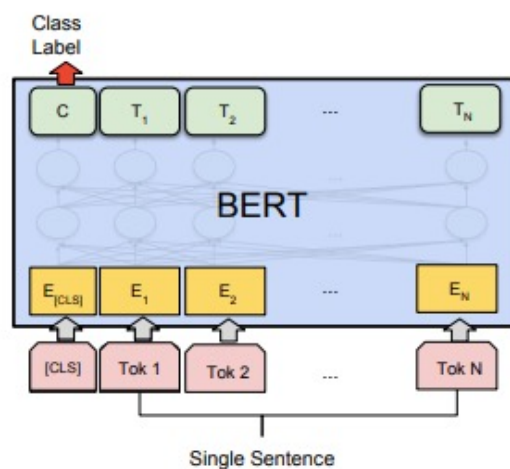 Class
Label
C T1 T2 ... TN
BERT
E[CLS] E1 E2 ... EN
[CLS] Tok 1 Tok 2 ... Tok N
Single Sentence